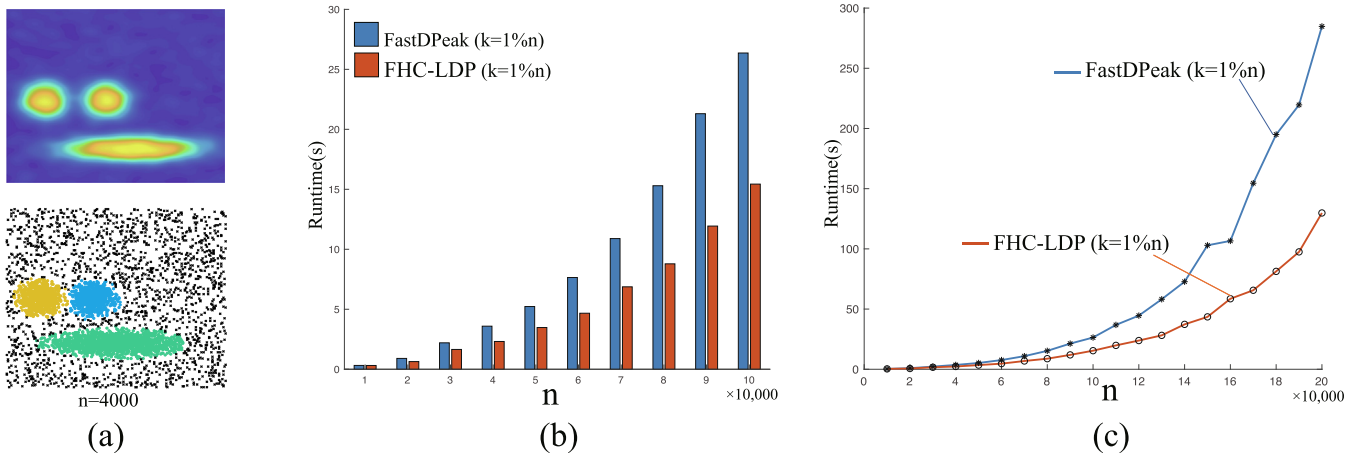 n=4000
(a)
30
25
20
15
10
5
0
Runtime(s)
FastDPeak (k=1%n)
FHC-LDP (k=1%n)
1 2 3 4 5 6 7 8 9 10
n
×10,000
(b)
300
250
200
150
100
50
0
Runtime(s)
FastDPeak (k=1%n)
FHC-LDP (k=1%n)
0 2 4 6 8 10 12 14 16 18 20
n
×10,000
(c)